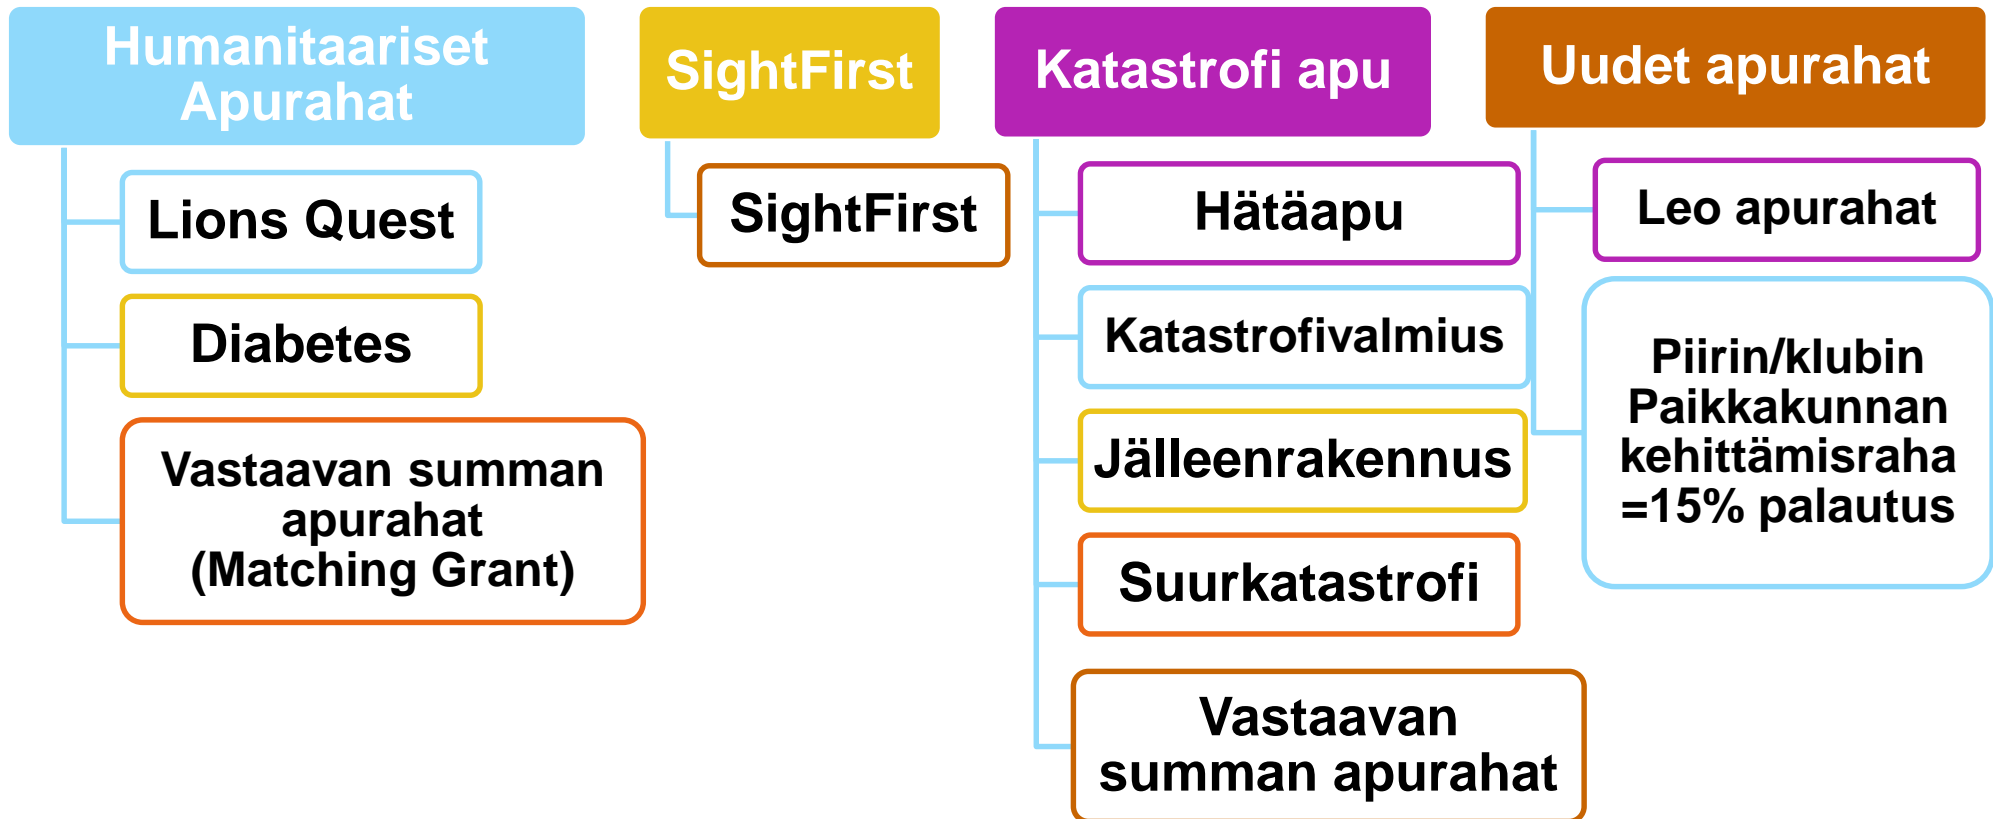 Humanitaariset
Apurahat
Lions Quest
Diabetes
Vastaavan summan
apurahat
(Matching Grant)
SightFirst
SightFirst
Katastrofi apu
Hätäapu
Katastrofivalmius
Jälleenrakennus
Suurkatastrofi
Vastaavan
summan apurahat
Uudet apurahat
Leo apurahat
Piirin/klubin
Paikkakunnan
kehittämisraha
=15% palautus